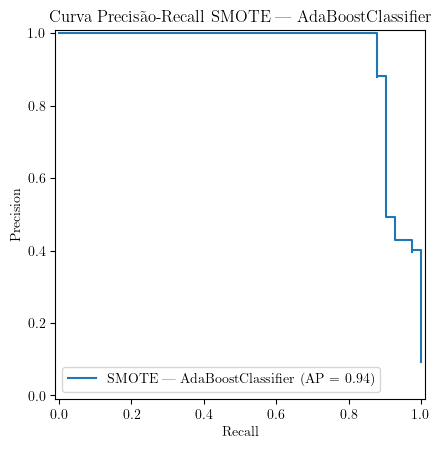 Curva Precisão-Recall SMOTE — AdaBoostClassifier
1.0
0.8
0.6
0.4
0.2
0.0
Precision
SMOTE — AdaBoostClassifier (AP = 0.94)
0.0 0.2 0.4 0.6 0.8 1.0
Recall